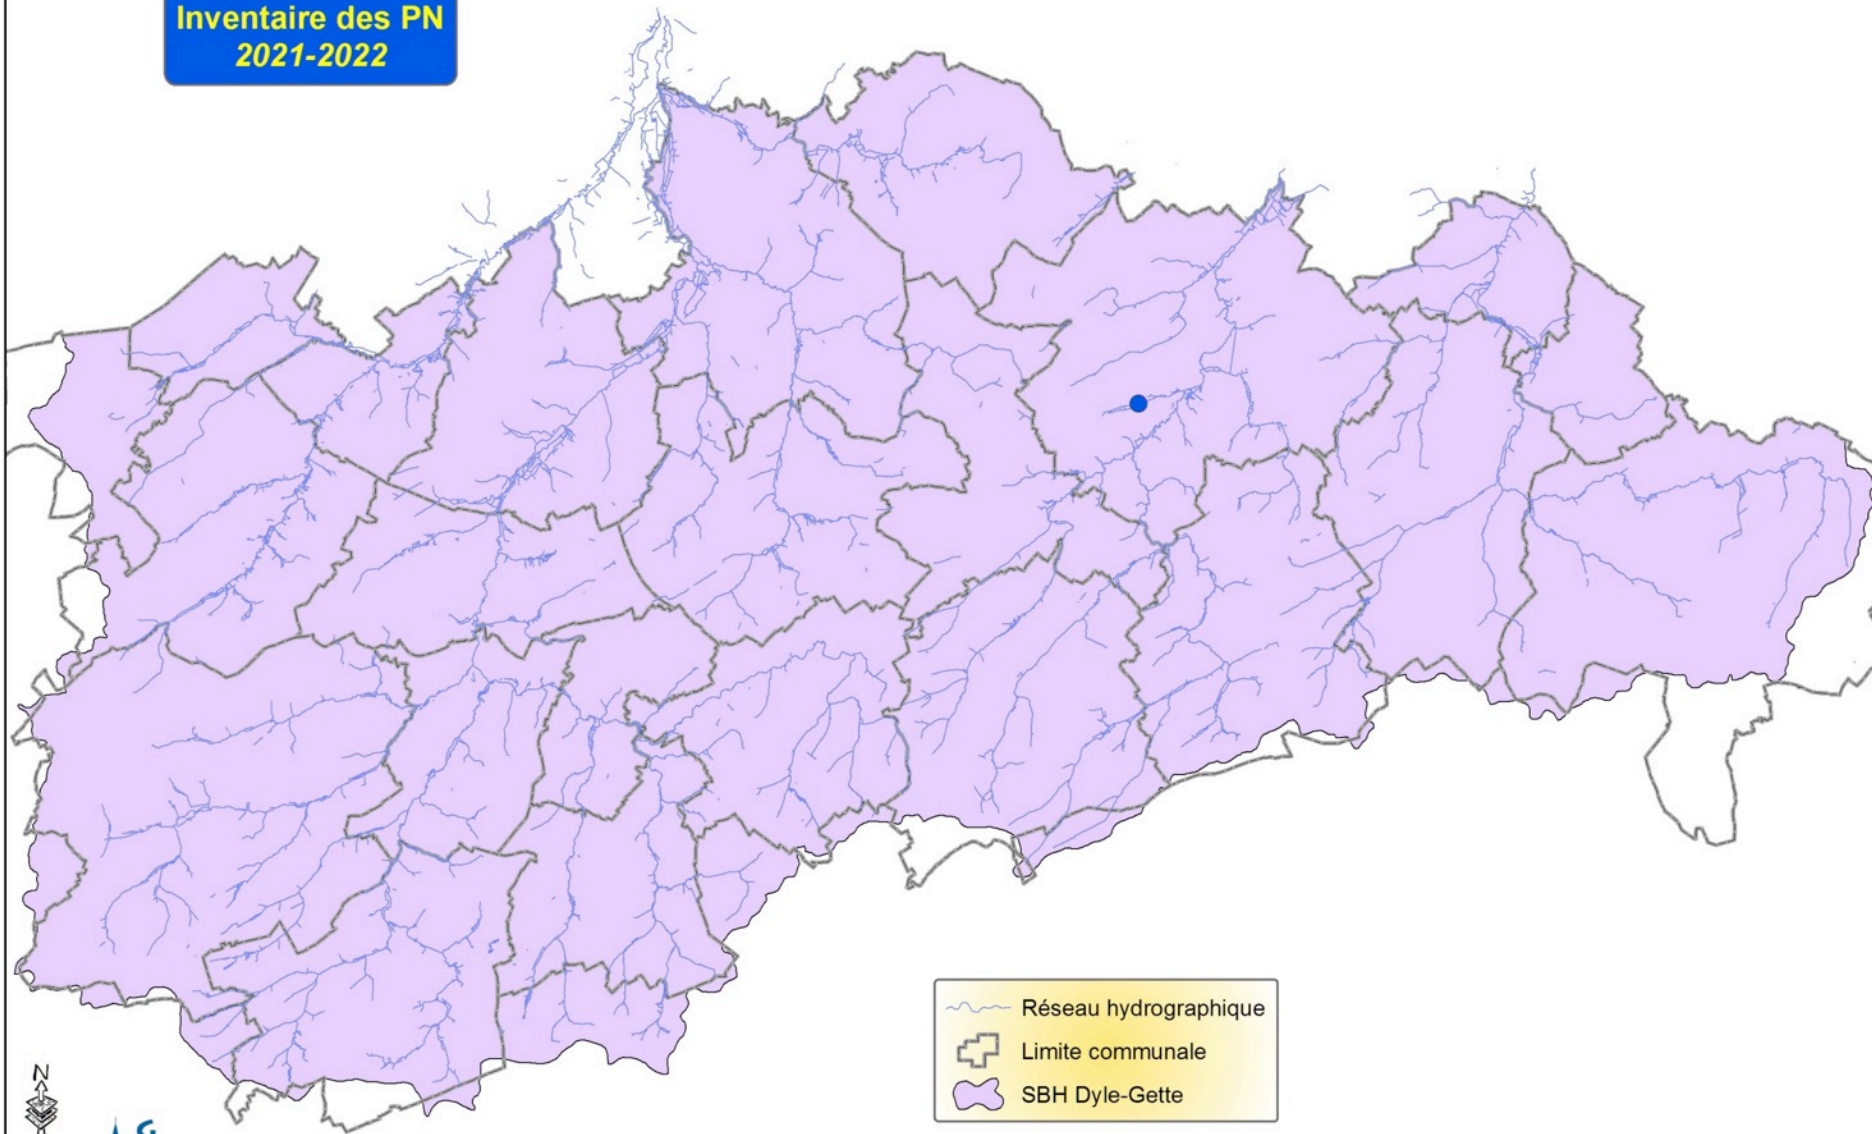 Inventaire des PN
2021-2022
Réseau hydrographique
Limite communale
SBH Dyle-Gette
N